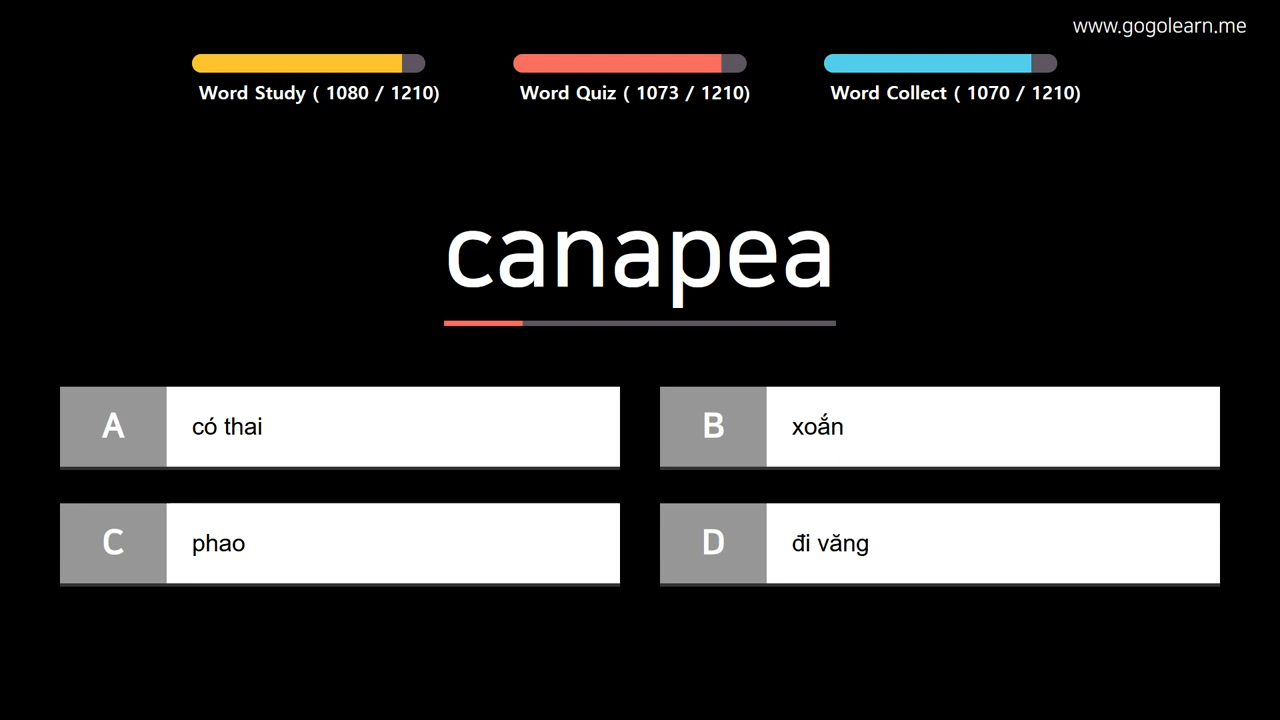 www.gogolearn.me
Word Study ( 1080 / 1210)
Word Quiz ( 1073 / 1210)
Word Collect ( 1070 / 1210)
canapea
A có thai
B xoắn
C phao
D đi văng